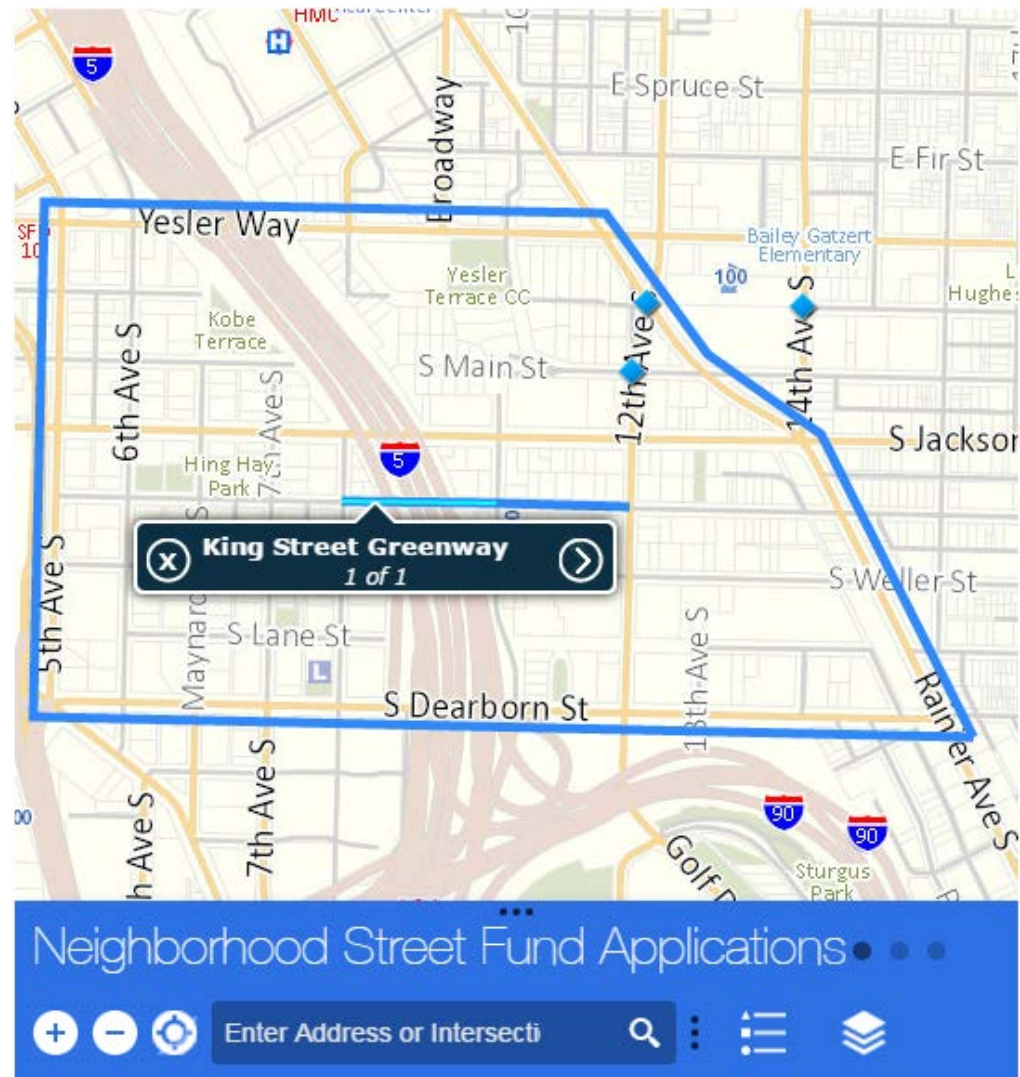 HMC
5
H
E Spruce St
Broadway
E Fir St
Yesler Way
Bailey Gatzert
Elementary
100
Yesler
Terrace CC
Kobe
Terrace
S Main St
6th Ave S
7th Ave S
12th Ave S
14th Ave S
S Jackson
5
Hing Hay
Park
x
King Street Greenway
1 of 1
S Weller St
5th Ave S
Maynard
S Lane St
L
S Dearborn St
13th Ave S
Rainier Ave S
7th Ave S
h Ave S
90
90
Golf D
Sturgus
Park
Neighborhood Street Fund Applications
Enter Address or Intersecti